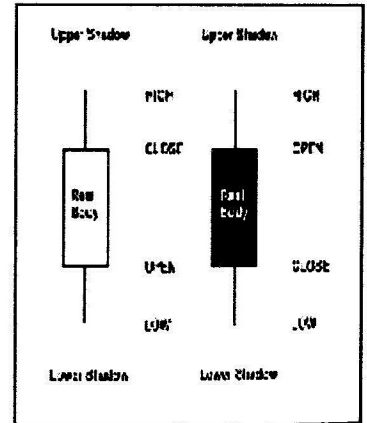 Upper Shadow Upper Shadow
HIGH HIGH
CLOSE OPEN
Real Real
Body Body
OPEN CLOSE
LOW LOW
Lower Shadow Lower Shadow